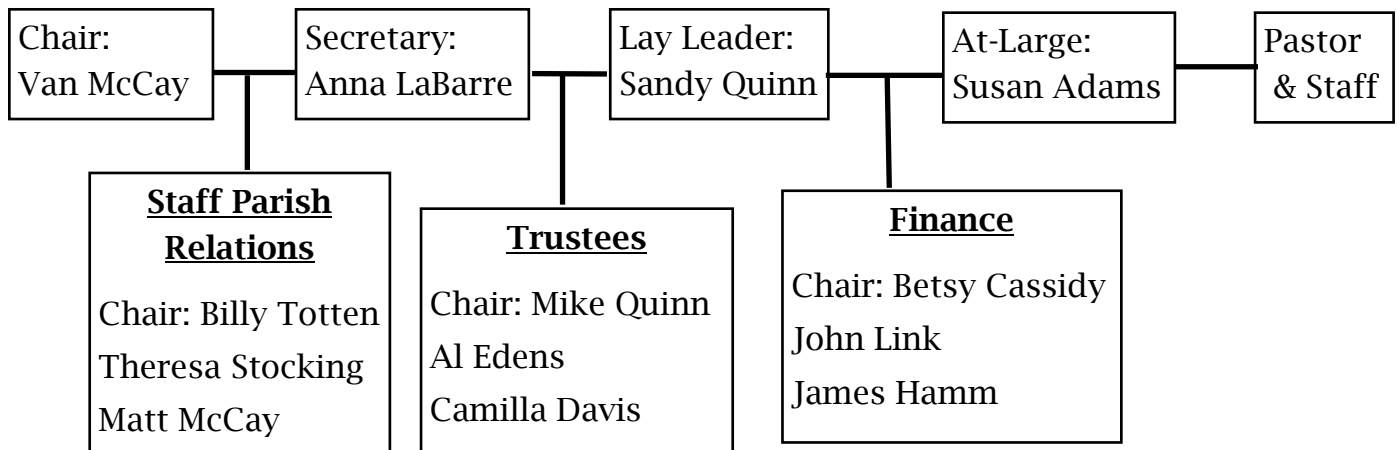 Chair:
Van McCay
Secretary:
Anna LaBarre
Lay Leader:
Sandy Quinn
At-Large:
Susan Adams
Pastor
& Staff
Staff Parish
Relations
Chair: Billy Totten
Theresa Stocking
Matt McCay
Trustees
Chair: Mike Quinn
Al Edens
Camilla Davis
Finance
Chair: Betsy Cassidy
John Link
James Hamm